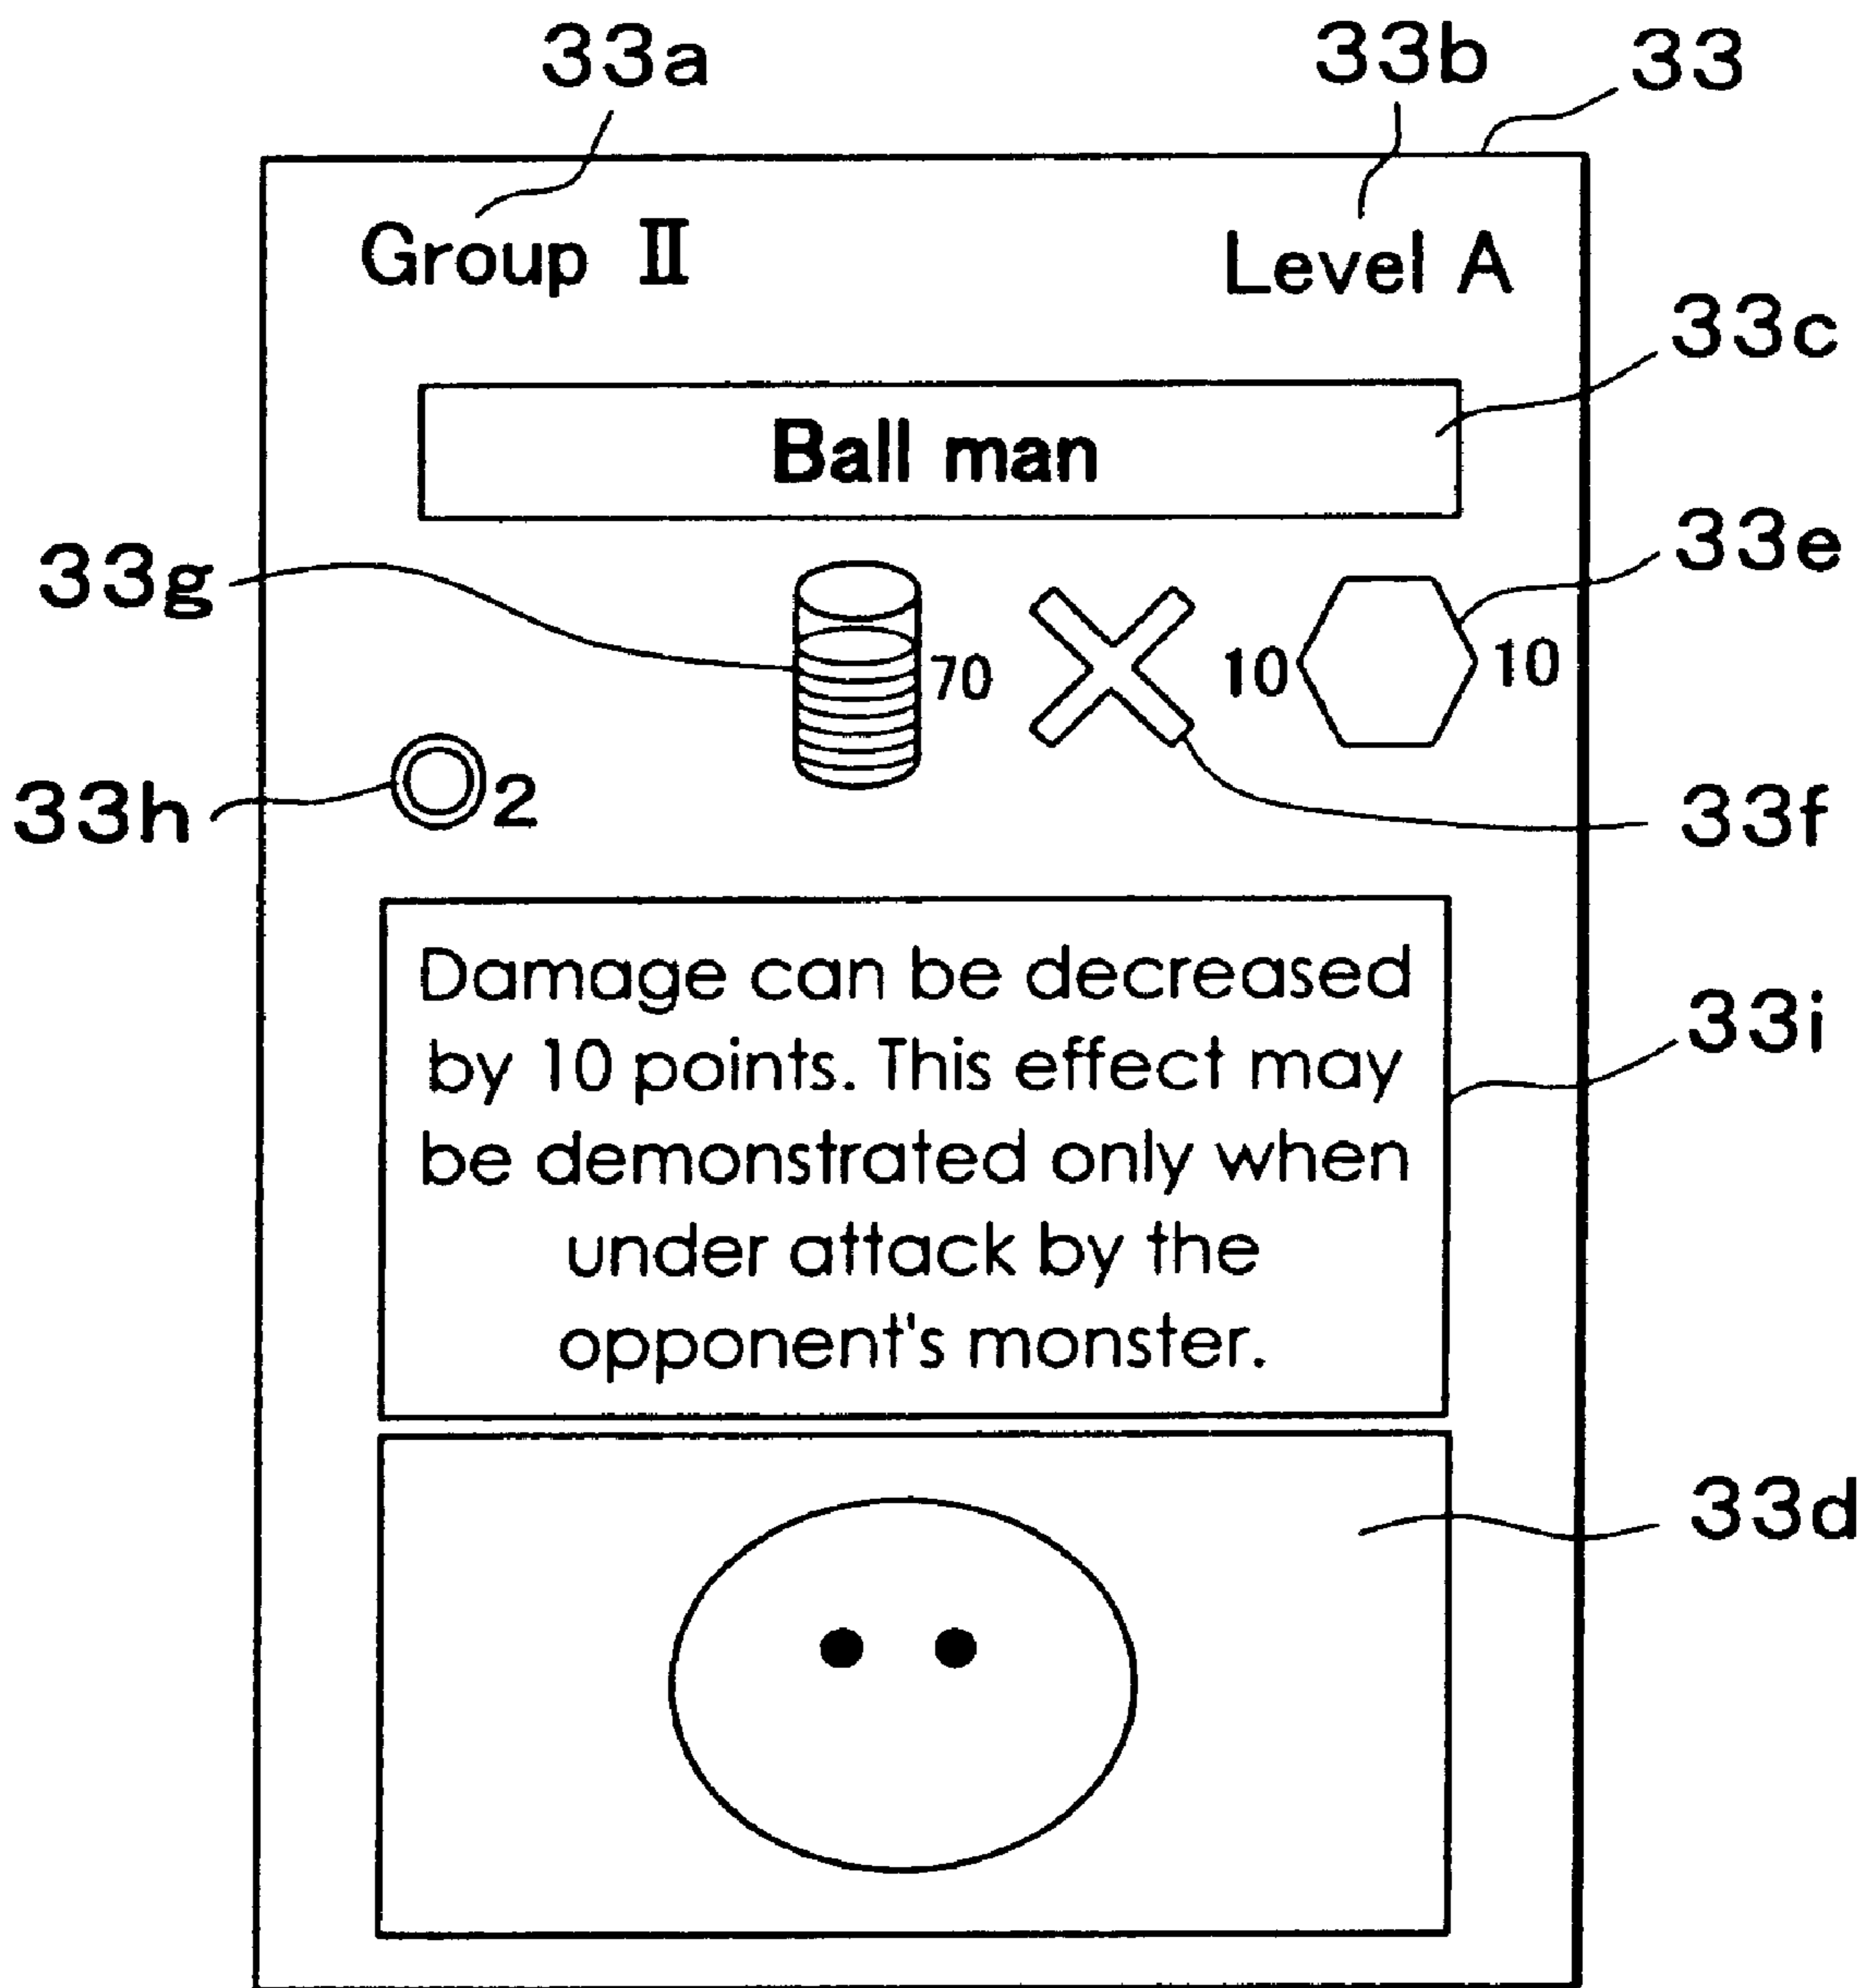 33a 33b 33
Group II Level A
33c
Ball man
33e
33g
70 10 10
33h 2 33f
Damage can be decreased
by 10 points. This effect may
be demonstrated only when
under attack by the
opponent's monster.
33i
33d